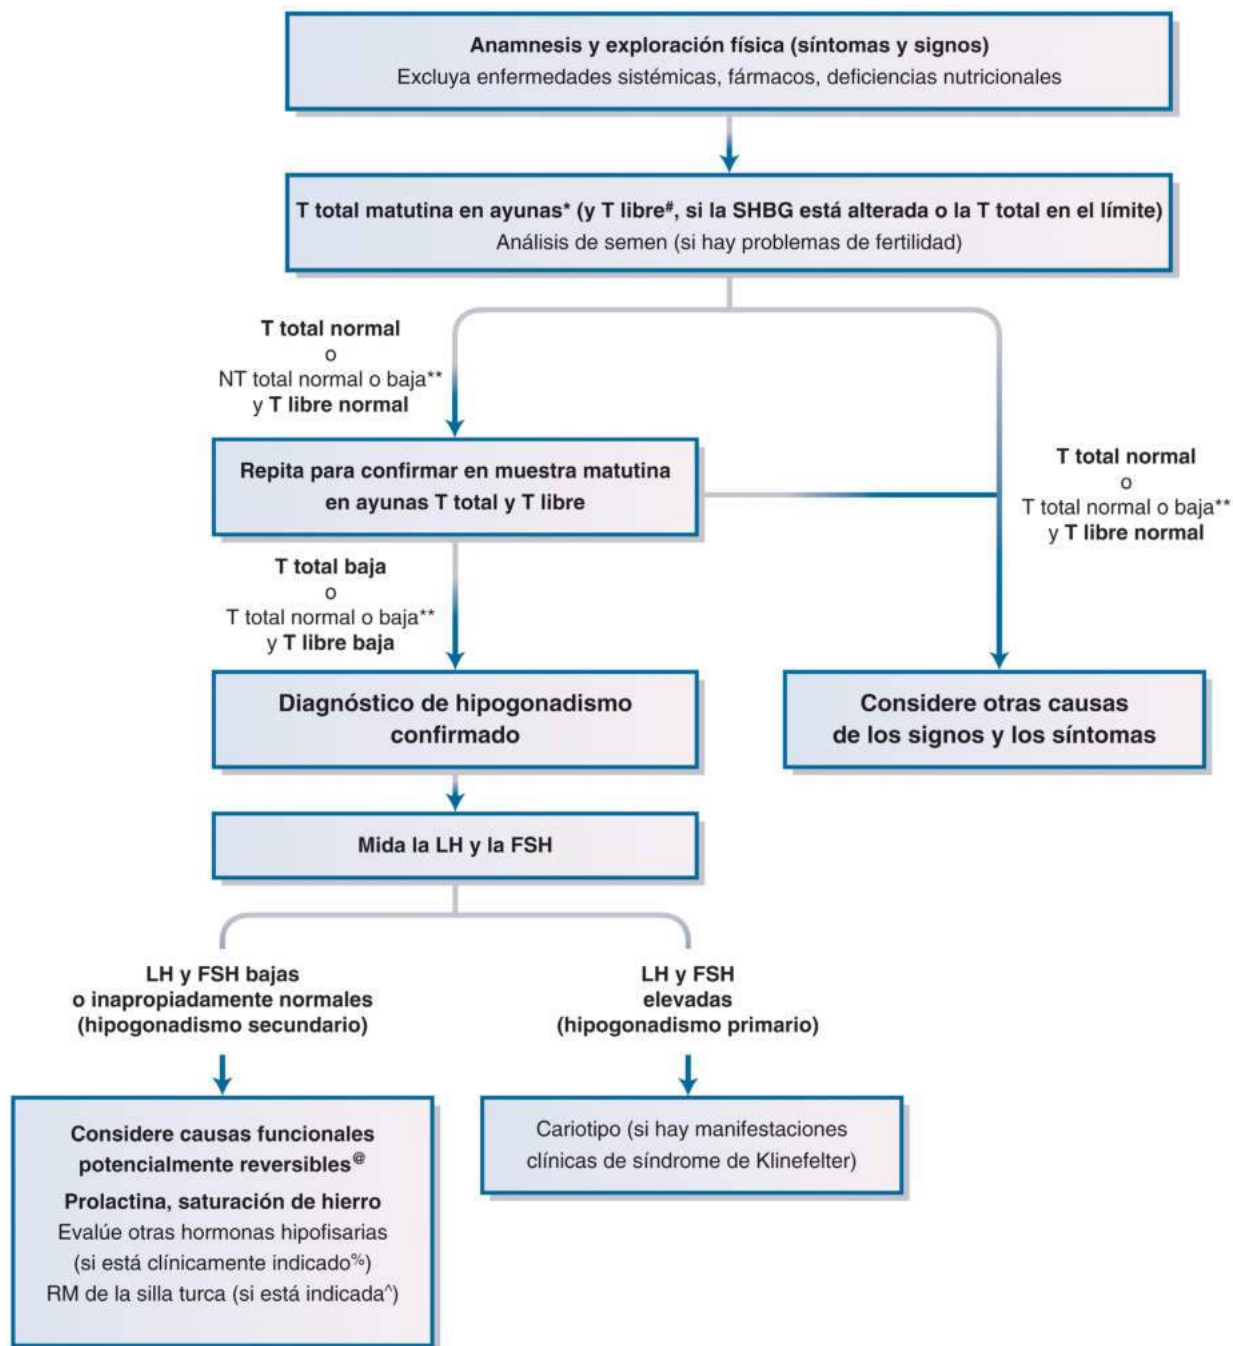 Anamnesis y exploración física (síntomas y signos)
Excluya enfermedades sistémicas, fármacos, deficiencias nutricionales
T total matutina en ayunas* (y T libre#, si la SHBG está alterada o la T total en el límite)
Análisis de semen (si hay problemas de fertilidad)
T total normal
o
NT total normal o baja**
y T libre normal
Repita para confirmar en muestra matutina
en ayunas T total y T libre
T total normal
o
T total normal o baja**
y T libre normal
T total baja
o
T total normal o baja**
y T libre baja
Diagnóstico de hipogonadismo
confirmado
Considere otras causas
de los signos y los síntomas
Mida la LH y la FSH
LH y FSH bajas
o inapropiadamente normales
(hipogonadismo secundario)
LH y FSH
elevadas
(hipogonadismo primario)
Considere causas funcionales
potencialmente reversibles@
Prolactina, saturación de hierro
Evalúe otras hormonas hipofisarias
(si está clínicamente indicado%)
RM de la silla turca (si está indicada^)
Cariotipo (si hay manifestaciones
clínicas de síndrome de Klinefelter)